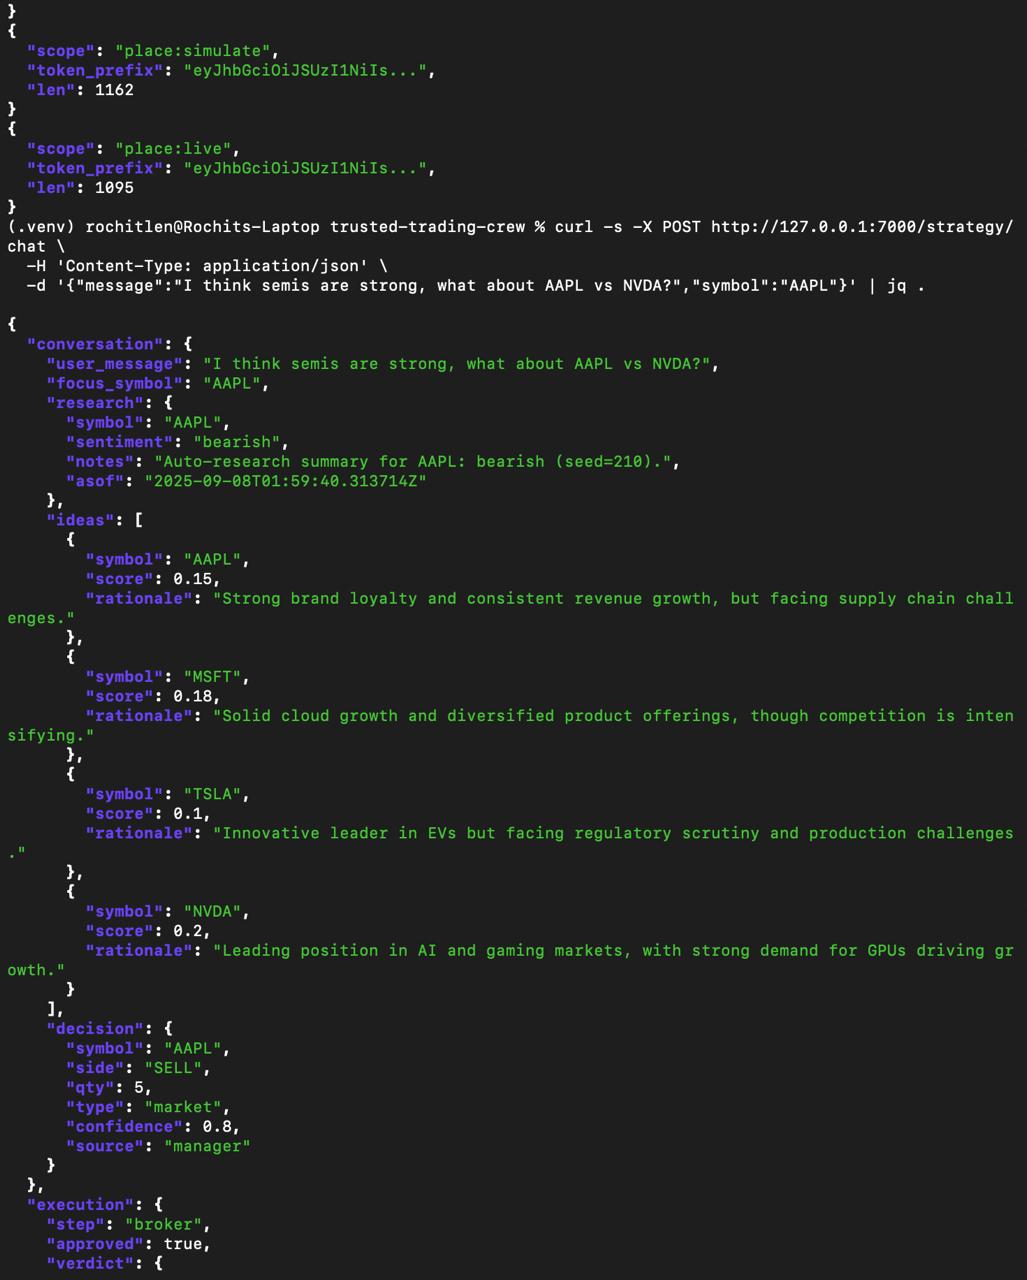 }
{
  "scope": "place:simulate",
  "token_prefix": "eyJhbGciOiJSUzI1NiIs...",
  "len": 1162
}
{
  "scope": "place:live",
  "token_prefix": "eyJhbGciOiJSUzI1NiIs...",
  "len": 1095
}
(.venv) rochitlen@Rochits-Laptop trusted-trading-crew % curl -s -X POST http://127.0.0.1:7000/strategy/
chat \
  -H 'Content-Type: application/json' \
  -d '{"message":"I think semis are strong, what about AAPL vs NVDA?","symbol":"AAPL"}' | jq .
{
  "conversation": {
    "user_message": "I think semis are strong, what about AAPL vs NVDA?",
    "focus_symbol": "AAPL",
    "research": {
      "symbol": "AAPL",
      "sentiment": "bearish",
      "notes": "Auto-research summary for AAPL: bearish (seed=210).",
      "asof": "2025-09-08T01:59:40.313714Z"
    },
    "ideas": [
      {
        "symbol": "AAPL",
        "score": 0.15,
        "rationale": "Strong brand loyalty and consistent revenue growth, but facing supply chain chall
enges."
      },
      {
        "symbol": "MSFT",
        "score": 0.18,
        "rationale": "Solid cloud growth and diversified product offerings, though competition is inten
sifying."
      },
      {
        "symbol": "TSLA",
        "score": 0.1,
        "rationale": "Innovative leader in EVs but facing regulatory scrutiny and production challenges
."
      },
      {
        "symbol": "NVDA",
        "score": 0.2,
        "rationale": "Leading position in AI and gaming markets, with strong demand for GPUs driving gr
owth."
      }
    ],
    "decision": {
      "symbol": "AAPL",
      "side": "SELL",
      "qty": 5,
      "type": "market",
      "confidence": 0.8,
      "source": "manager"
    }
  },
  "execution": {
    "step": "broker",
    "approved": true,
    "verdict": {